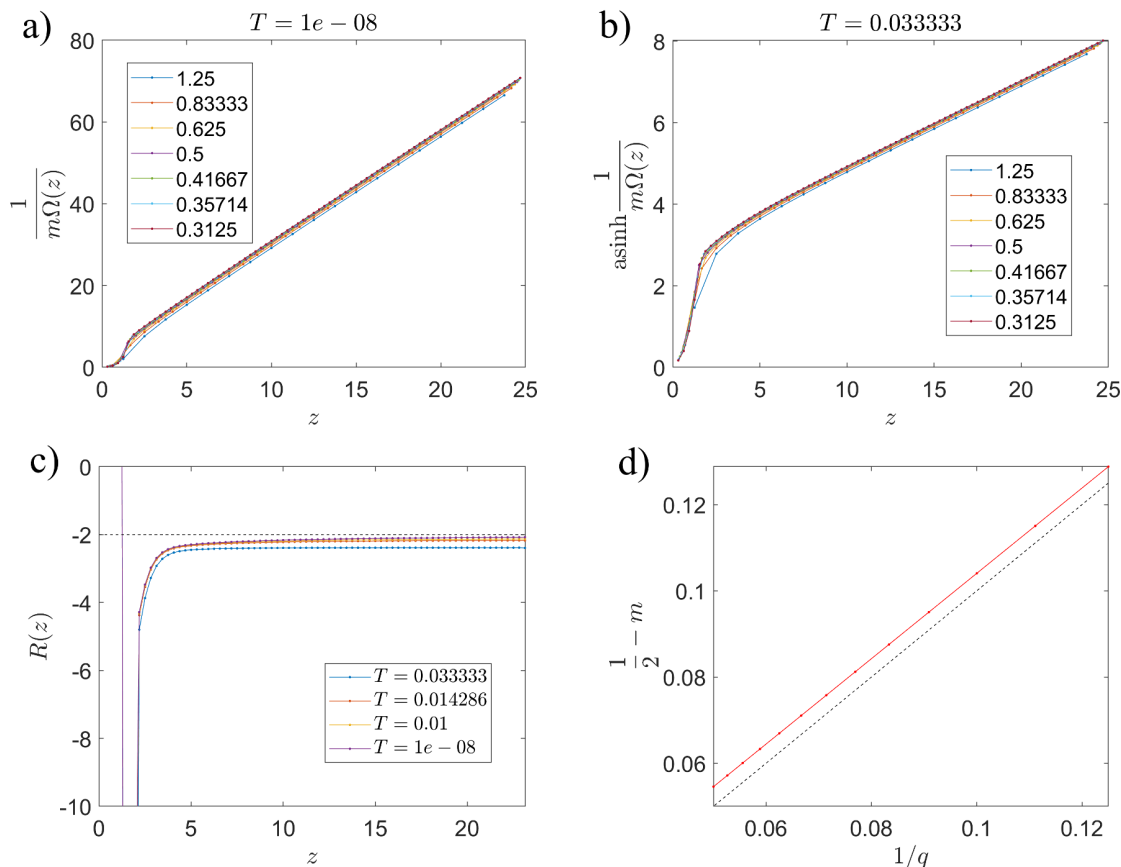 a)
T = 1e − 08
80
60
40
20
0
0 5 10 15 20 25
1/mΩ(z)
z
1.25
0.83333
0.625
0.5
0.41667
0.35714
0.3125
b)
T = 0.033333
8
6
4
2
0
0 5 10 15 20 25
asinh 1/mΩ(z)
z
1.25
0.83333
0.625
0.5
0.41667
0.35714
0.3125
c)
0
-2
-4
-6
-8
-10
0 5 10 15 20
R(z)
z
T = 0.033333
T = 0.014286
T = 0.01
T = 1e − 08
d)
0.12
0.1
0.08
0.06
0.06 0.08 0.1 0.12
1/2 − m
1/q